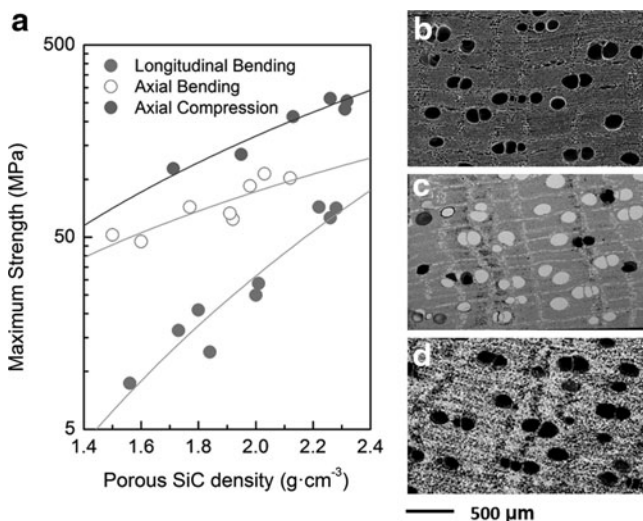 a
500
50
5
Maximum Strength (MPa)
Longitudinal Bending
Axial Bending
Axial Compression
1.4 1.6 1.8 2.0 2.2 2.4
Porous SiC density (g·cm⁻³)
b
c
d
500 µm